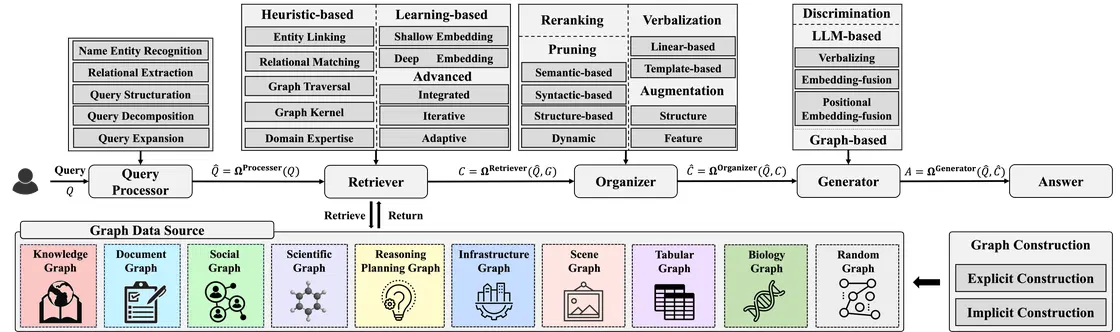 Name Entity Recognition
Relational Extraction
Query Structuration
Query Decomposition
Query Expansion
Heuristic-based
Entity Linking
Relational Matching
Graph Traversal
Graph Kernel
Domain Expertise
Learning-based
Shallow Embedding
Deep Embedding
Advanced
Integrated
Iterative
Adaptive
Reranking
Pruning
Semantic-based
Syntactic-based
Structure-based
Dynamic
Verbalization
Linear-based
Template-based
Augmentation
Structure
Feature
Discrimination
LLM-based
Verbalizing
Embedding-fusion
Positional
Embedding-fusion
Graph-based
Query
Q
Query
Processor
Q̂ = Ω^Processer(Q)
Retriever
C = Ω^Retriever(Q̂, G)
Organizer
Ĉ = Ω^Organizer(Q̂, C)
Generator
A = Ω^Generator(Q̂, Ĉ)
Answer
Retrieve
Return
Graph Data Source
Knowledge
Graph
Document
Graph
Social
Graph
Scientific
Graph
Reasoning
Planning Graph
Infrastructure
Graph
Scene
Graph
Tabular
Graph
Biology
Graph
Random
Graph
Graph Construction
Explicit Construction
Implicit Construction